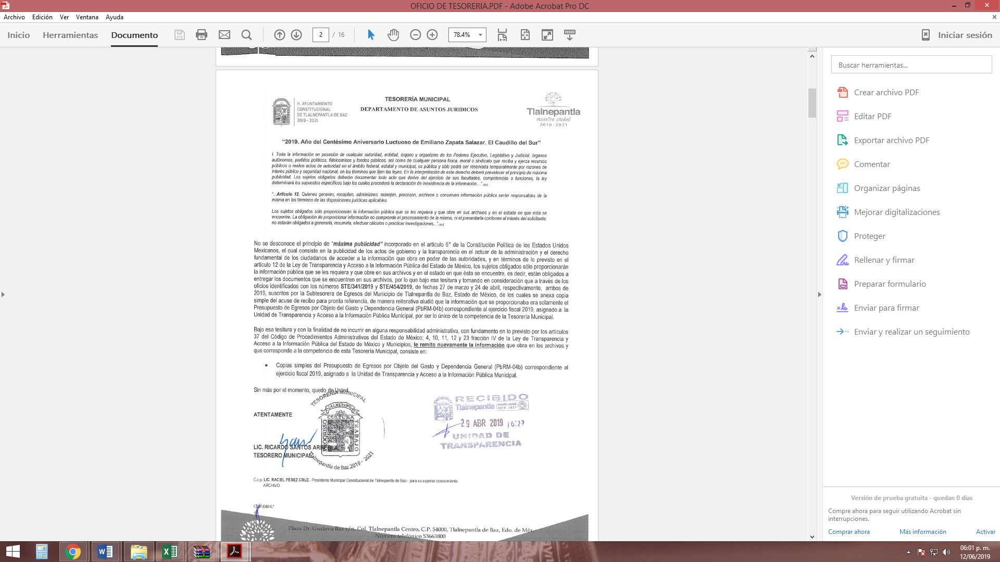 OFICIO DE TESORERIA.PDF - Adobe Acrobat Pro DC
Archivo Edición Ver Ventana Ayuda
Inicio Herramientas Documento 2 / 16 78.4% Iniciar sesión
Buscar herramientas...
Crear archivo PDF
Editar PDF
Exportar archivo PDF
Comentar
Organizar páginas
Mejorar digitalizaciones
Proteger
Rellenar y firmar
Preparar formulario
Enviar para firmar
Enviar y realizar un seguimiento
Versión de prueba gratuita - quedan 0 días
Compre ahora para seguir utilizando Acrobat sin
interrupciones.
Comprar ahora Más información Activar
H. AYUNTAMIENTO
CONSTITUCIONAL
DE TLALNEPANTLA DE BAZ
2019 - 2021
TESORERÍA MUNICIPAL
DEPARTAMENTO DE ASUNTOS JURIDICOS
Tlalnepantla
nuestra ciudad
2019 - 2021
“2019. Año del Centésimo Aniversario Luctuoso de Emiliano Zapata Salazar. El Caudillo del Sur”
I. Toda la información en posesión de cualquier autoridad, entidad, órgano y organismo de los Poderes Ejecutivo, Legislativo y Judicial, órganos
autónomos, partidos políticos, fideicomisos y fondos públicos, así como de cualquier persona física, moral o sindicato que reciba y ejerza recursos
públicos o realice actos de autoridad en el ámbito federal, estatal y municipal, es pública y sólo podrá ser reservada temporalmente por razones de
interés público y seguridad nacional, en los términos que fijen las leyes. En la interpretación de este derecho deberá prevalecer el principio de máxima
publicidad. Los sujetos obligados deberán documentar todo acto que derive del ejercicio de sus facultades, competencias o funciones, la ley
determinará los supuestos específicos bajo los cuales procederá la declaración de inexistencia de la información...”.(sic)
“...Artículo 12. Quienes generen, recopilen, administren, manejen, procesen, archiven o conserven información pública serán responsables de la
misma en los términos de las disposiciones jurídicas aplicables.
Los sujetos obligados sólo proporcionarán la información pública que se les requiera y que obre en sus archivos y en el estado en que ésta se
encuentre. La obligación de proporcionar información no comprende el procesamiento de la misma, ni el presentarla conforme al interés del solicitante;
no estarán obligados a generarla, resumirla, efectuar cálculos o practicar investigaciones...”.(sic)
No se desconoce el principio de “máxima publicidad” incorporado en el artículo 6° de la Constitución Política de los Estados Unidos
Mexicanos, el cual consiste en la publicidad de los actos de gobierno y la transparencia en el actuar de la administración y el derecho
fundamental de los ciudadanos de acceder a la información que obra en poder de las autoridades, y en términos de lo previsto en el
artículo 12 de la Ley de Transparencia y Acceso a la Información Pública del Estado de México, los sujetos obligados sólo proporcionarán
la información pública que se les requiera y que obre en sus archivos y en el estado en que ésta se encuentre, es decir, están obligados a
entregar los documentos que se encuentren en sus archivos, por lo que bajo esa tesitura y tomando en consideración que a través de los
oficios identificados con los números STE/341/2019 y STE/454/2019, de fechas 27 de marzo y 24 de abril, respectivamente, ambos de
2019, suscritos por la Subtesorera de Egresos del Municipio de Tlalnepantla de Baz, Estado de México, de los cuales se anexa copia
simple del acuse de recibo para pronta referencia, de manera reiterativa aludió que la información que se proporcionaba era solamente el
Presupuesto de Egresos por Objeto del Gasto y Dependencia General (PbRM-04b) correspondiente al ejercicio fiscal 2019, asignado a la
Unidad de Transparencia y Acceso a la Información Pública Municipal, por ser lo único de la competencia de la Tesorería Municipal.
Bajo esa tesitura y con la finalidad de no incurrir en alguna responsabilidad administrativa, con fundamento en lo previsto por los artículos
37 del Código de Procedimientos Administrativos del Estado de México; 4, 10, 11, 12 y 23 fracción IV de la Ley de Transparencia y
Acceso a la Información Pública del Estado de México y Municipios, le remito nuevamente la información que obra en los archivos y
que corresponde a la competencia de esta Tesorería Municipal, consiste en:
• Copias simples del Presupuesto de Egresos por Objeto del Gasto y Dependencia General (PbRM-04b) correspondiente al
ejercicio fiscal 2019, asignado a la Unidad de Transparencia y Acceso a la Información Pública Municipal.
Sin más por el momento, quedo de Usted.
ATENTAMENTE
TESORERÍA MUNICIPAL
TLALNEPANTLA
CULTURA
PROGRESO
TRABAJO
Tlalnepantla de Baz 2019 - 2021
RECIBIDO
Tlalnepantla nuestra ciudad 2019 2021
29 ABR 2019 16:27
UNIDAD DE
TRANSPARENCIA
LIC. RICARDO SANTOS ARREOLA
TESORERO MUNICIPAL
C.c.p. LIC. RACIEL PÉREZ CRUZ.- Presidente Municipal Constitucional de Tlalnepantla de Baz- para su superior conocimiento.
ARCHIVO.
Plaza Dr. Gustavo Baz s/n, Col. Tlalnepantla Centro, C.P. 54000, Tlalnepantla de Baz, Edo. de Méx.
Numero telefónico 53663800
06:01 p. m.
12/06/2019